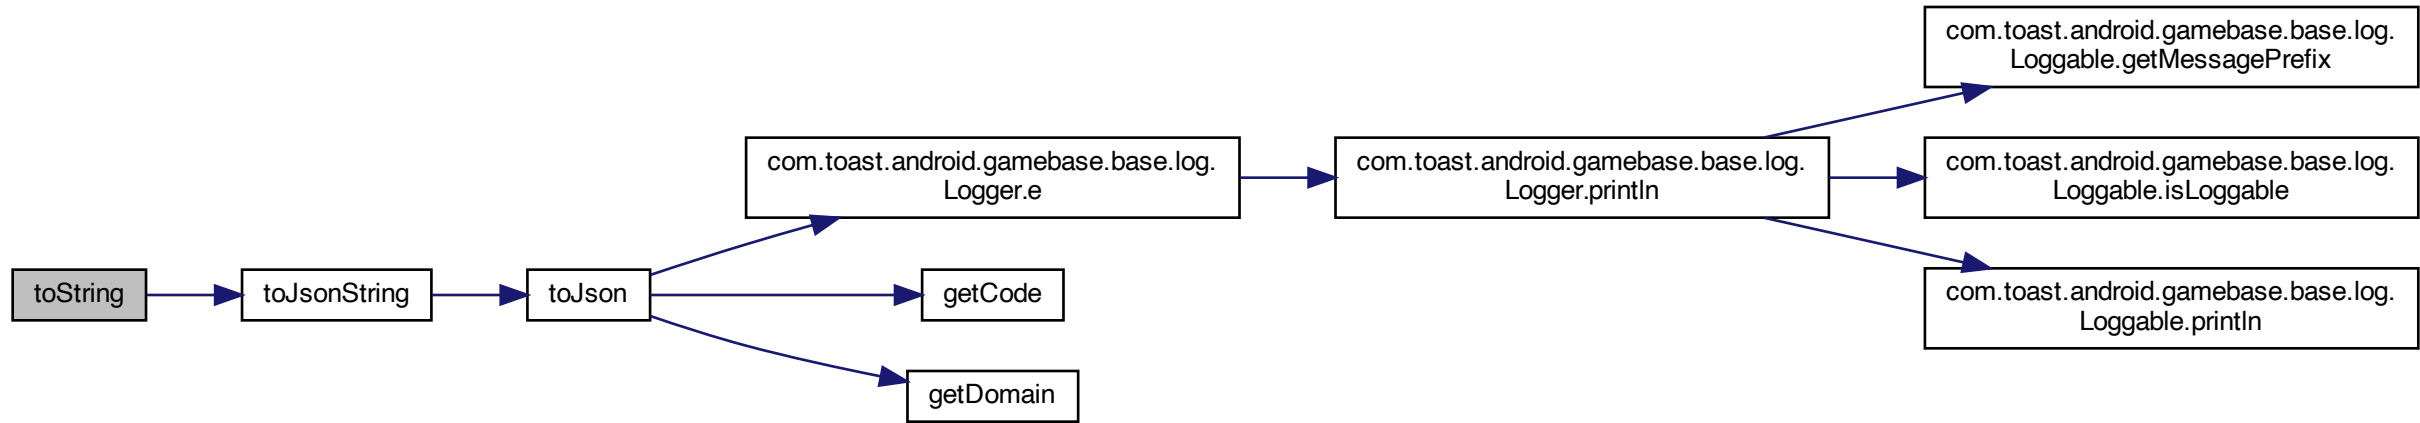 toString
toJsonString
toJson
com.toast.android.gamebase.base.log.
Logger.e
getCode
getDomain
com.toast.android.gamebase.base.log.
Logger.println
com.toast.android.gamebase.base.log.
Loggable.getMessagePrefix
com.toast.android.gamebase.base.log.
Loggable.isLoggable
com.toast.android.gamebase.base.log.
Loggable.println